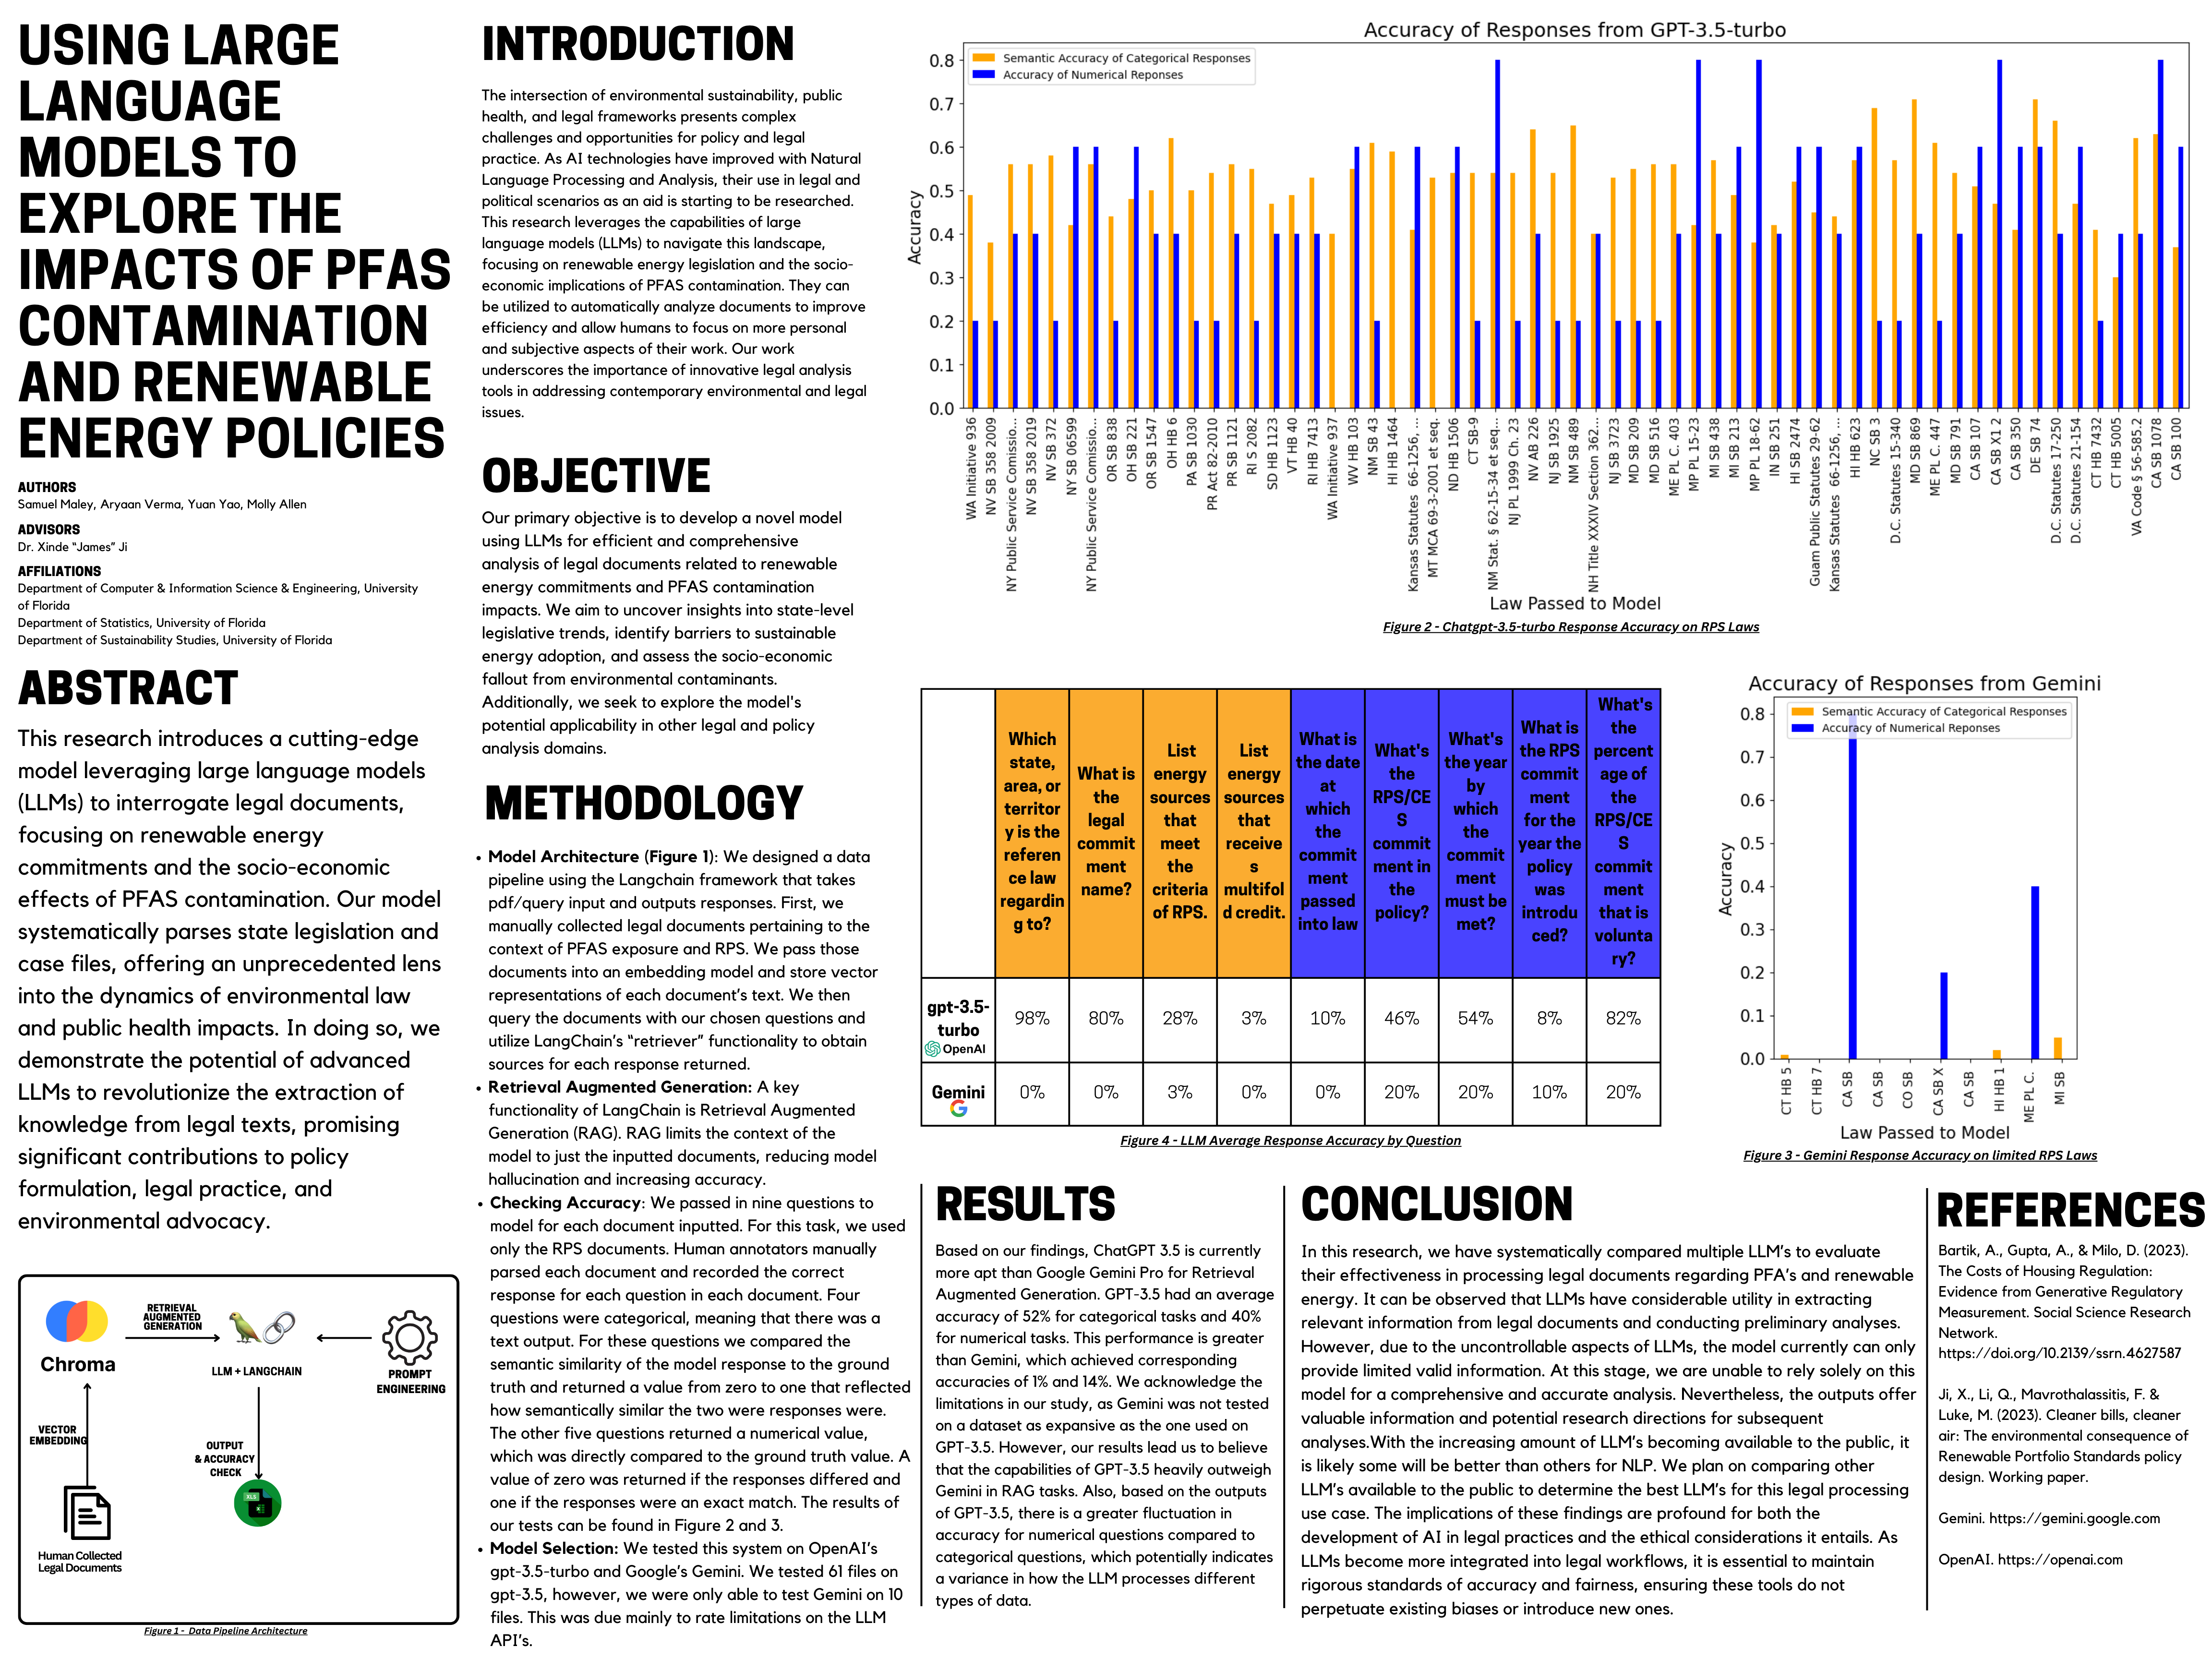 USING LARGE
LANGUAGE
MODELS TO
EXPLORE THE
IMPACTS OF PFAS
CONTAMINATION
AND RENEWABLE
ENERGY POLICIES
AUTHORS
Samuel Maley, Aryaan Verma, Yuan Yao, Molly Allen
ADVISORS
Dr. Xinde "James" Ji
AFFILIATIONS
Department of Computer & Information Science & Engineering, University
of Florida
Department of Statistics, University of Florida
Department of Sustainability Studies, University of Florida
ABSTRACT
This research introduces a cutting-edge
model leveraging large language models
(LLMs) to interrogate legal documents,
focusing on renewable energy
commitments and the socio-economic
effects of PFAS contamination. Our model
systematically parses state legislation and
case files, offering an unprecedented lens
into the dynamics of environmental law
and public health impacts. In doing so, we
demonstrate the potential of advanced
LLMs to revolutionize the extraction of
knowledge from legal texts, promising
significant contributions to policy
formulation, legal practice, and
environmental advocacy.
Chroma
RETRIEVAL
AUGMENTED
GENERATION
LLM + LANGCHAIN
PROMPT
ENGINEERING
VECTOR
EMBEDDING
OUTPUT
& ACCURACY
CHECK
XLS
Human Collected
Legal Documents
Figure 1 - Data Pipeline Architecture
INTRODUCTION
The intersection of environmental sustainability, public
health, and legal frameworks presents complex
challenges and opportunities for policy and legal
practice. As AI technologies have improved with Natural
Language Processing and Analysis, their use in legal and
political scenarios as an aid is starting to be researched.
This research leverages the capabilities of large
language models (LLMs) to navigate this landscape,
focusing on renewable energy legislation and the socio-
economic implications of PFAS contamination. They can
be utilized to automatically analyze documents to improve
efficiency and allow humans to focus on more personal
and subjective aspects of their work. Our work
underscores the importance of innovative legal analysis
tools in addressing contemporary environmental and legal
issues.
OBJECTIVE
Our primary objective is to develop a novel model
using LLMs for efficient and comprehensive
analysis of legal documents related to renewable
energy commitments and PFAS contamination
impacts. We aim to uncover insights into state-level
legislative trends, identify barriers to sustainable
energy adoption, and assess the socio-economic
fallout from environmental contaminants.
Additionally, we seek to explore the model's
potential applicability in other legal and policy
analysis domains.
METHODOLOGY
• Model Architecture (Figure 1): We designed a data
pipeline using the Langchain framework that takes
pdf/query input and outputs responses. First, we
manually collected legal documents pertaining to the
context of PFAS exposure and RPS. We pass those
documents into an embedding model and store vector
representations of each document's text. We then
query the documents with our chosen questions and
utilize LangChain's "retriever" functionality to obtain
sources for each response returned.
• Retrieval Augmented Generation: A key
functionality of LangChain is Retrieval Augmented
Generation (RAG). RAG limits the context of the
model to just the inputted documents, reducing model
hallucination and increasing accuracy.
• Checking Accuracy: We passed in nine questions to
model for each document inputted. For this task, we used
only the RPS documents. Human annotators manually
parsed each document and recorded the correct
response for each question in each document. Four
questions were categorical, meaning that there was a
text output. For these questions we compared the
semantic similarity of the model response to the ground
truth and returned a value from zero to one that reflected
how semantically similar the two were responses were.
The other five questions returned a numerical value,
which was directly compared to the ground truth value. A
value of zero was returned if the responses differed and
one if the responses were an exact match. The results of
our tests can be found in Figure 2 and 3.
• Model Selection: We tested this system on OpenAI's
gpt-3.5-turbo and Google's Gemini. We tested 61 files on
gpt-3.5, however, we were only able to test Gemini on 10
files. This was due mainly to rate limitations on the LLM
API's.
Accuracy of Responses from GPT-3.5-turbo
Semantic Accuracy of Categorical Responses
Accuracy of Numerical Reponses
Accuracy
0.8
0.7
0.6
0.5
0.4
0.3
0.2
0.1
0.0
WA Initiative 936
NV SB 358 2009
NY Public Service Comissio...
NV SB 358 2019
NV SB 372
NY SB 06599
NY Public Service Comissio...
OR SB 838
OH SB 221
OR SB 1547
OH HB 6
PA SB 1030
PR Act 82-2010
PR SB 1121
RI S 2082
SD HB 1123
VT HB 40
RI HB 7413
WA Initiative 937
WV HB 103
NM SB 43
HI HB 1464
Kansas Statutes 66-1256, ...
MT MCA 69-3-2001 et seq.
ND HB 1506
CT SB-9
NM Stat. § 62-15-34 et seq...
NJ PL 1999 Ch. 23
NV AB 226
NJ SB 1925
NM SB 489
NH Title XXXIV Section 362...
NJ SB 3723
MD SB 209
MD SB 516
ME PL C. 403
MP PL 15-23
MI SB 438
MI SB 213
MP PL 18-62
IN SB 251
HI SB 2474
Guam Public Statutes 29-62
Kansas Statutes 66-1256, ...
HI HB 623
NC SB 3
D.C. Statutes 15-340
MD SB 869
ME PL C. 447
MD SB 791
CA SB 107
CA SB X1 2
CA SB 350
DE SB 74
D.C. Statutes 17-250
D.C. Statutes 21-154
CT HB 7432
CT HB 5005
VA Code § 56-585.2
CA SB 1078
CA SB 100
Law Passed to Model
Figure 2 - Chatgpt-3.5-turbo Response Accuracy on RPS Laws
Which
state,
area, or
territor
y is the
referen
ce law
regardin
g to?
What is
the
legal
commit
ment
name?
List
energy
sources
that
meet
the
criteria
of RPS.
List
energy
sources
that
receive
s
multifol
d credit.
What is
the date
at
which
the
commit
ment
passed
into law
What's
the
RPS/CE
S
commit
ment in
the
policy?
What's
the year
by
which
the
commit
ment
must be
met?
What is
the RPS
commit
ment
for the
year the
policy
was
introdu
ced?
What's
the
percent
age of
the
RPS/CE
S
commit
ment
that is
volunta
ry?
gpt-3.5-
turbo
OpenAI
98% 80% 28% 3% 10% 46% 54% 8% 82%
Gemini
0% 0% 3% 0% 0% 20% 20% 10% 20%
Figure 4 - LLM Average Response Accuracy by Question
Accuracy of Responses from Gemini
Semantic Accuracy of Categorical Responses
Accuracy of Numerical Reponses
Accuracy
0.8
0.7
0.6
0.5
0.4
0.3
0.2
0.1
0.0
CT HB 5
CT HB 7
CA SB
CA SB
CO SB
CA SB X
CA SB
HI HB 1
ME PL C.
MI SB
Law Passed to Model
Figure 3 - Gemini Response Accuracy on limited RPS Laws
RESULTS
Based on our findings, ChatGPT 3.5 is currently
more apt than Google Gemini Pro for Retrieval
Augmented Generation. GPT-3.5 had an average
accuracy of 52% for categorical tasks and 40%
for numerical tasks. This performance is greater
than Gemini, which achieved corresponding
accuracies of 1% and 14%. We acknowledge the
limitations in our study, as Gemini was not tested
on a dataset as expansive as the one used on
GPT-3.5. However, our results lead us to believe
that the capabilities of GPT-3.5 heavily outweigh
Gemini in RAG tasks. Also, based on the outputs
of GPT-3.5, there is a greater fluctuation in
accuracy for numerical questions compared to
categorical questions, which potentially indicates
a variance in how the LLM processes different
types of data.
CONCLUSION
In this research, we have systematically compared multiple LLM's to evaluate
their effectiveness in processing legal documents regarding PFA's and renewable
energy. It can be observed that LLMs have considerable utility in extracting
relevant information from legal documents and conducting preliminary analyses.
However, due to the uncontrollable aspects of LLMs, the model currently can only
provide limited valid information. At this stage, we are unable to rely solely on this
model for a comprehensive and accurate analysis. Nevertheless, the outputs offer
valuable information and potential research directions for subsequent
analyses.With the increasing amount of LLM's becoming available to the public, it
is likely some will be better than others for NLP. We plan on comparing other
LLM's available to the public to determine the best LLM's for this legal processing
use case. The implications of these findings are profound for both the
development of AI in legal practices and the ethical considerations it entails. As
LLMs become more integrated into legal workflows, it is essential to maintain
rigorous standards of accuracy and fairness, ensuring these tools do not
perpetuate existing biases or introduce new ones.
REFERENCES
Bartik, A., Gupta, A., & Milo, D. (2023).
The Costs of Housing Regulation:
Evidence from Generative Regulatory
Measurement. Social Science Research
Network.
https://doi.org/10.2139/ssrn.4627587
Ji, X., Li, Q., Mavrothalassitis, F. &
Luke, M. (2023). Cleaner bills, cleaner
air: The environmental consequence of
Renewable Portfolio Standards policy
design. Working paper.
Gemini. https://gemini.google.com
OpenAI. https://openai.com